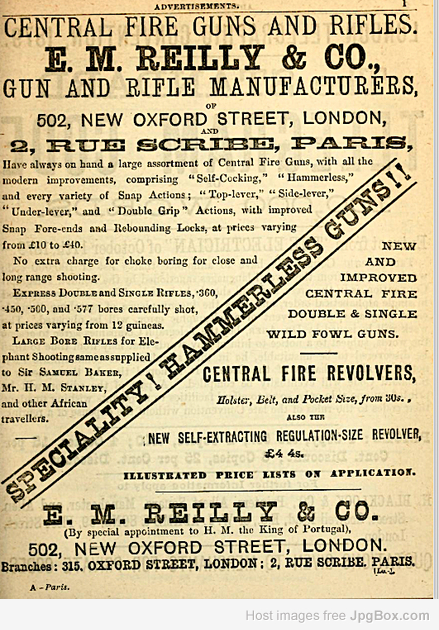 ADVERTISEMENTS. 1
CENTRAL FIRE GUNS AND RIFLES.
E. M. REILLY & CO.,
GUN AND RIFLE MANUFACTURERS,
OF
502, NEW OXFORD STREET, LONDON,
AND
2, RUE SCRIBE, PARIS,
Have always on hand a large assortment of Central Fire Guns, with all the
modern improvements, comprising "Self-Cocking," "Hammerless,"
and every variety of Snap Actions; "Top-lever," "Side-lever,"
"Under-lever," and "Double Grip" Actions, with improved
Snap Fore-ends and Rebounding Locks, at prices varying
from £10 to £40.
No extra charge for choke boring for close and
long range shooting.
EXPRESS DOUBLE AND SINGLE RIFLES, ·360,
·450, ·500, and ·577 bores carefully shot,
at prices varying from 12 guineas.
LARGE BORE RIFLES for Ele-
phant Shooting same as supplied
to Sir SAMUEL BAKER,
Mr. H. M. STANLEY,
and other African
travellers.
SPECIALITY! HAMMERLESS GUNS!!
NEW
AND
IMPROVED
CENTRAL FIRE
DOUBLE & SINGLE
WILD FOWL GUNS.
CENTRAL FIRE REVOLVERS,
Holster, Belt, and Pocket Size, from 30s.,
ALSO THE
NEW SELF-EXTRACTING REGULATION-SIZE REVOLVER,
£4 4s.
ILLUSTRATED PRICE LISTS ON APPLICATION.
E. M. REILLY & CO.
(By special appointment to H. M. the King of Portugal),
502, NEW OXFORD STREET, LONDON.
Branches: 315, OXFORD STREET, LONDON; 2, RUE SCRIBE, PARIS.
A - Paris.
Host images free JpgBox.com